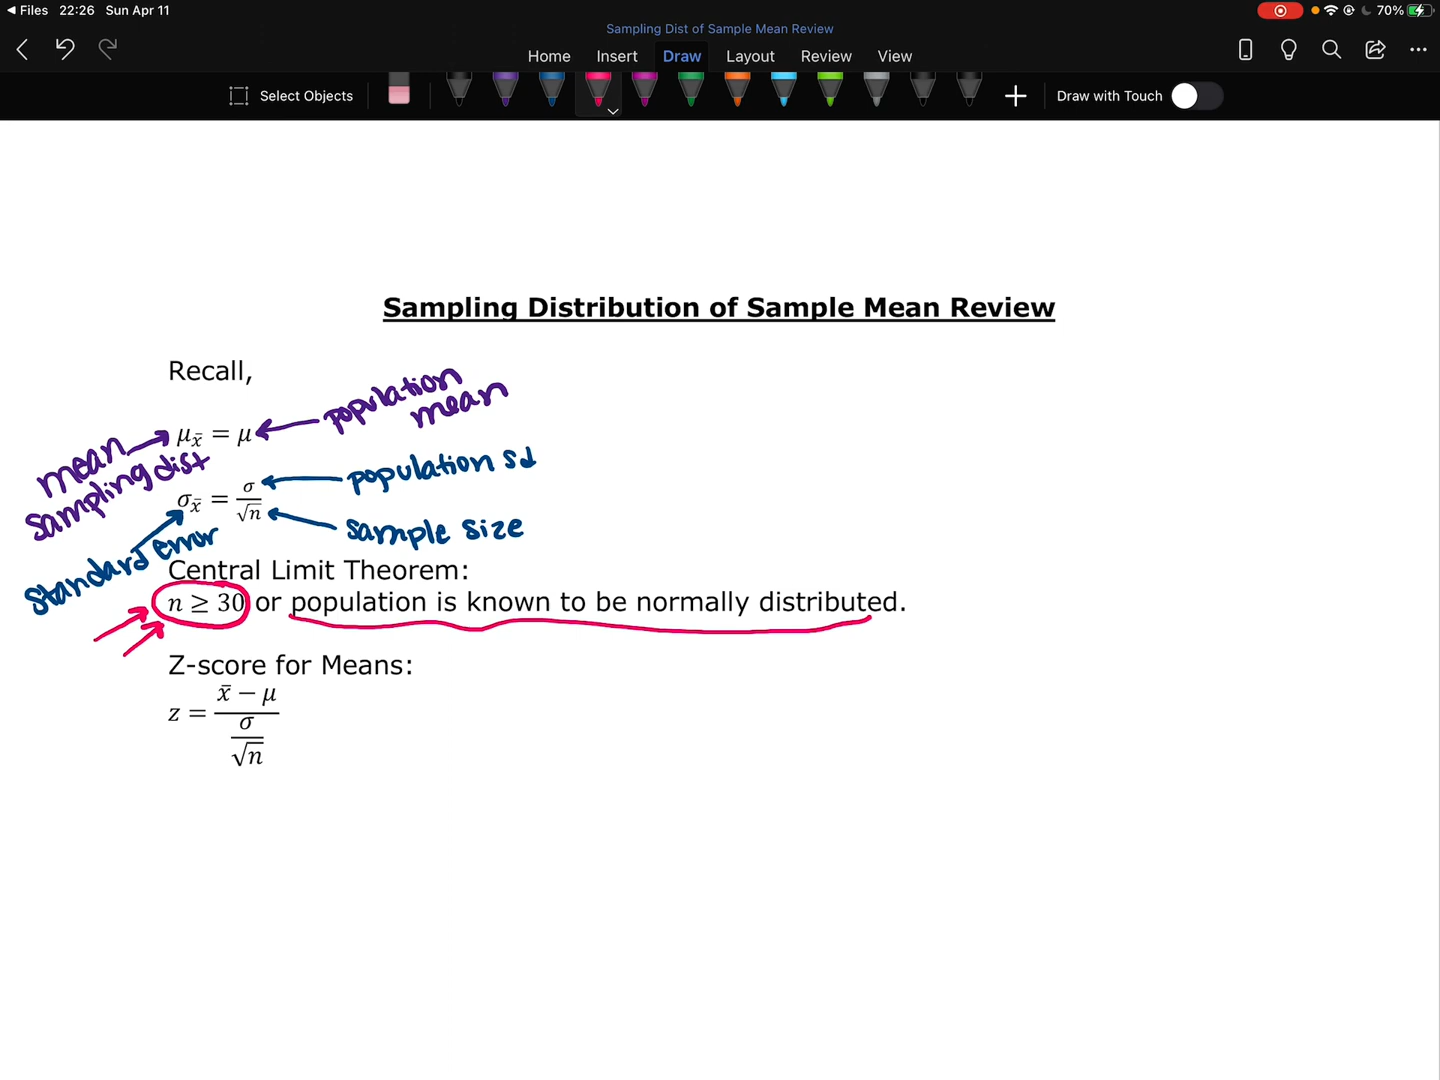 Files 22:26 Sun Apr 11
70%
Sampling Dist of Sample Mean Review
Home Insert Draw Layout Review View
Select Objects
Draw with Touch
Sampling Distribution of Sample Mean Review
Recall,
population
mean
μx̄ = μ
mean
sampling dist
population sd
σx̄ = σ/√n
sample size
standard error
Central Limit Theorem:
n ≥ 30 or population is known to be normally distributed.
Z-score for Means:
z = (x̄ − μ)/(σ/√n)